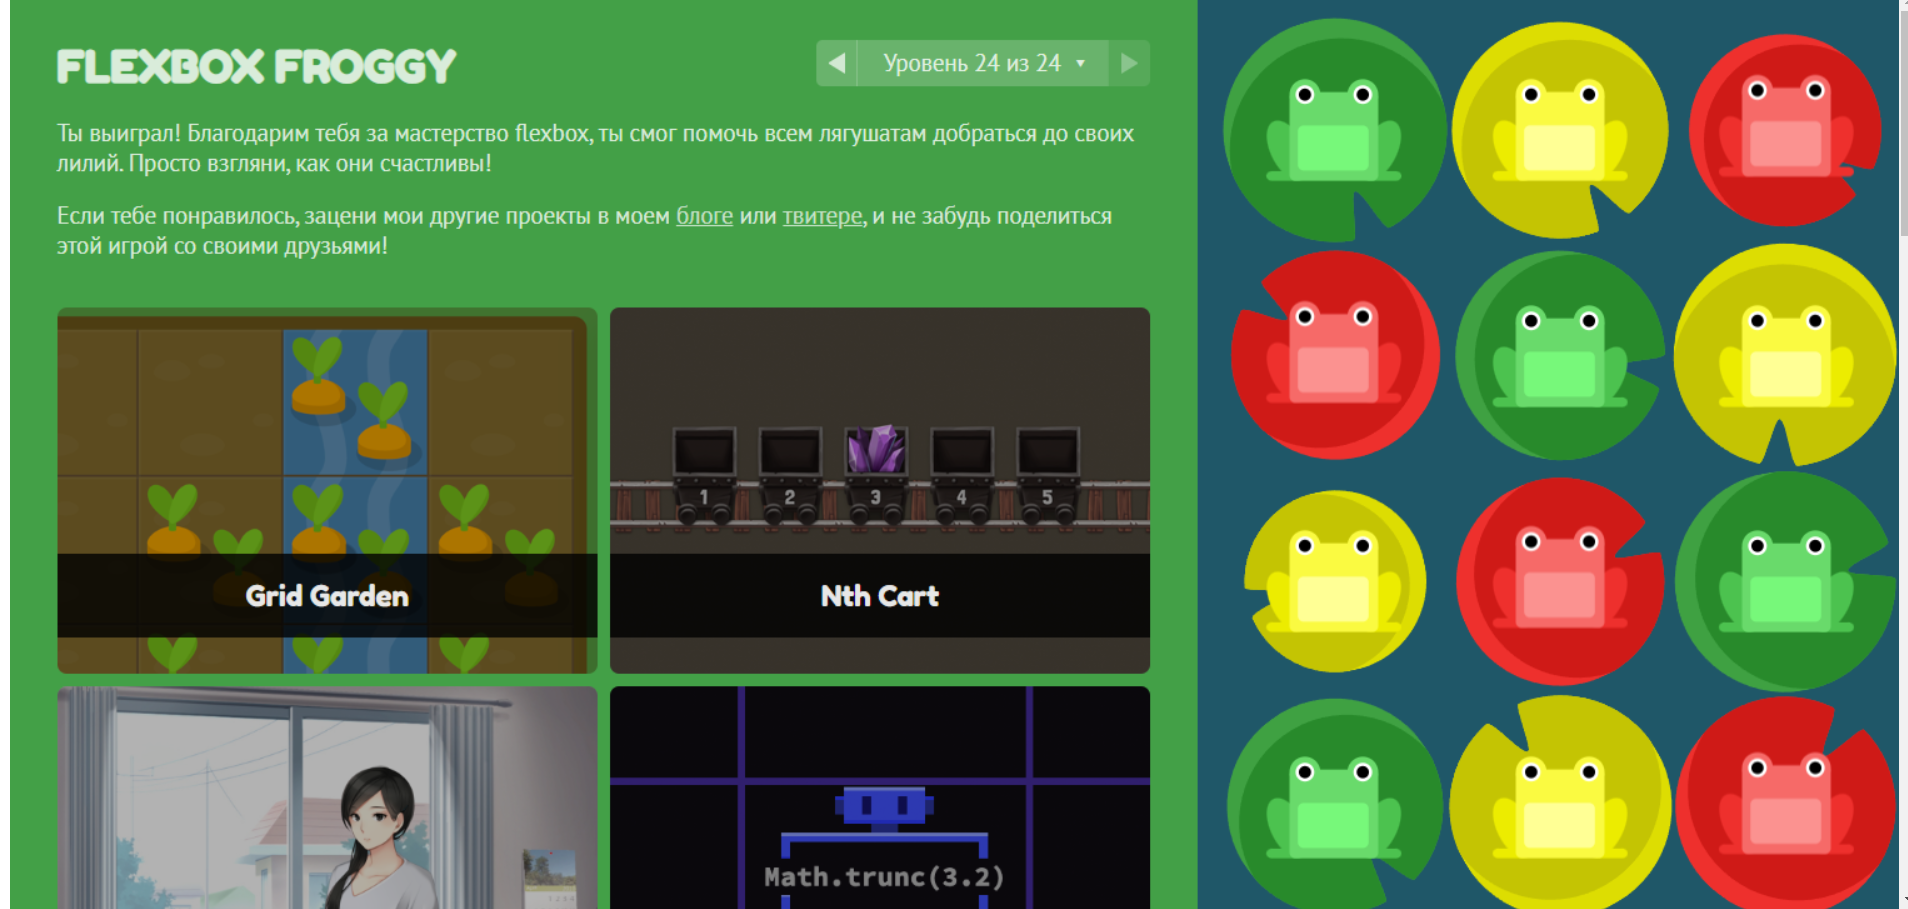 FLEXBOX FROGGY
Уровень 24 из 24
Ты выиграл! Благодарим тебя за мастерство flexbox, ты смог помочь всем лягушатам добраться до своих
лилий. Просто взгляни, как они счастливы!
Если тебе понравилось, зацени мои другие проекты в моем блоге или твитере, и не забудь поделиться
этой игрой со своими друзьями!
1 2 3 4 5
Grid Garden
Nth Cart
Math.trunc(3.2)